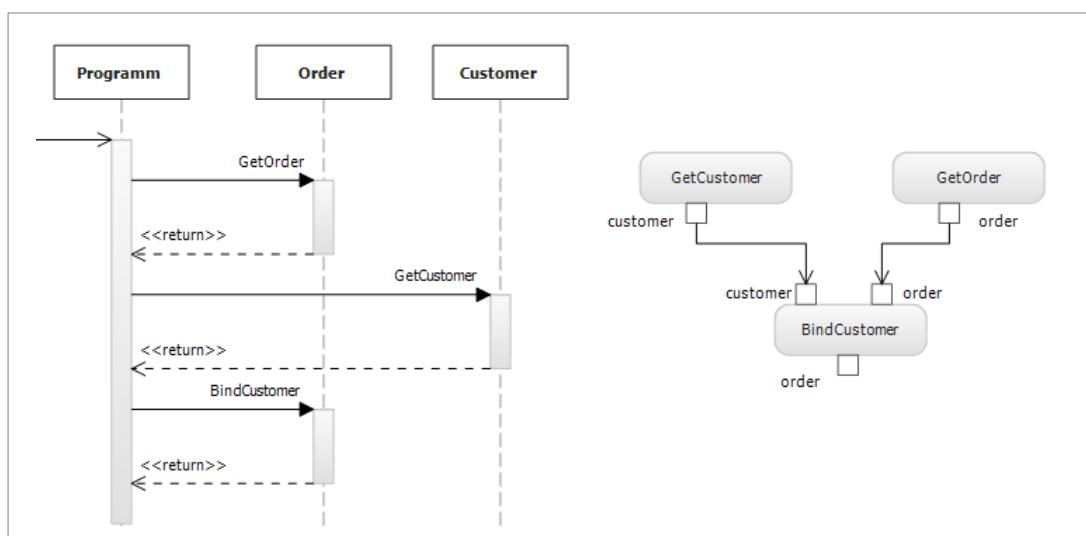 Programm
Order
Customer
GetOrder
<<return>>
GetCustomer
<<return>>
BindCustomer
<<return>>
GetCustomer
GetOrder
customer
order
customer
order
BindCustomer
order